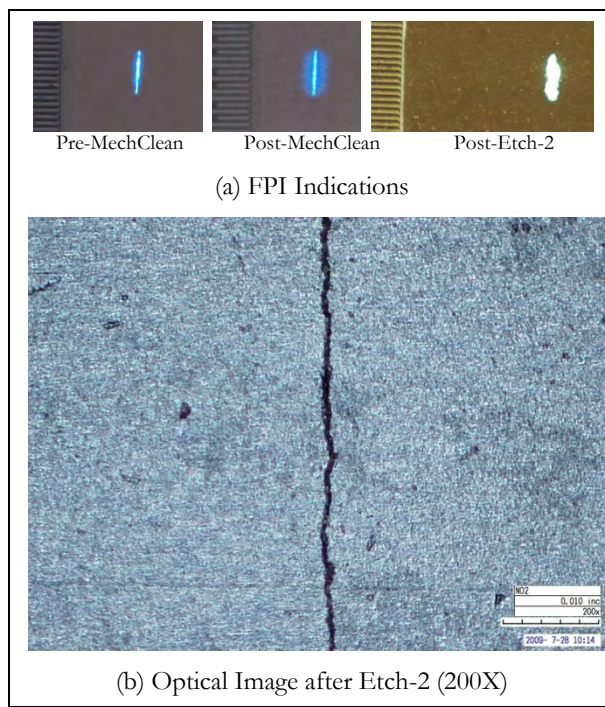 Pre-MechClean
Post-MechClean
Post-Etch-2
(a) FPI Indications
NO2
0.010 inc
200x
2009- 7-28 10:14
(b) Optical Image after Etch-2 (200X)